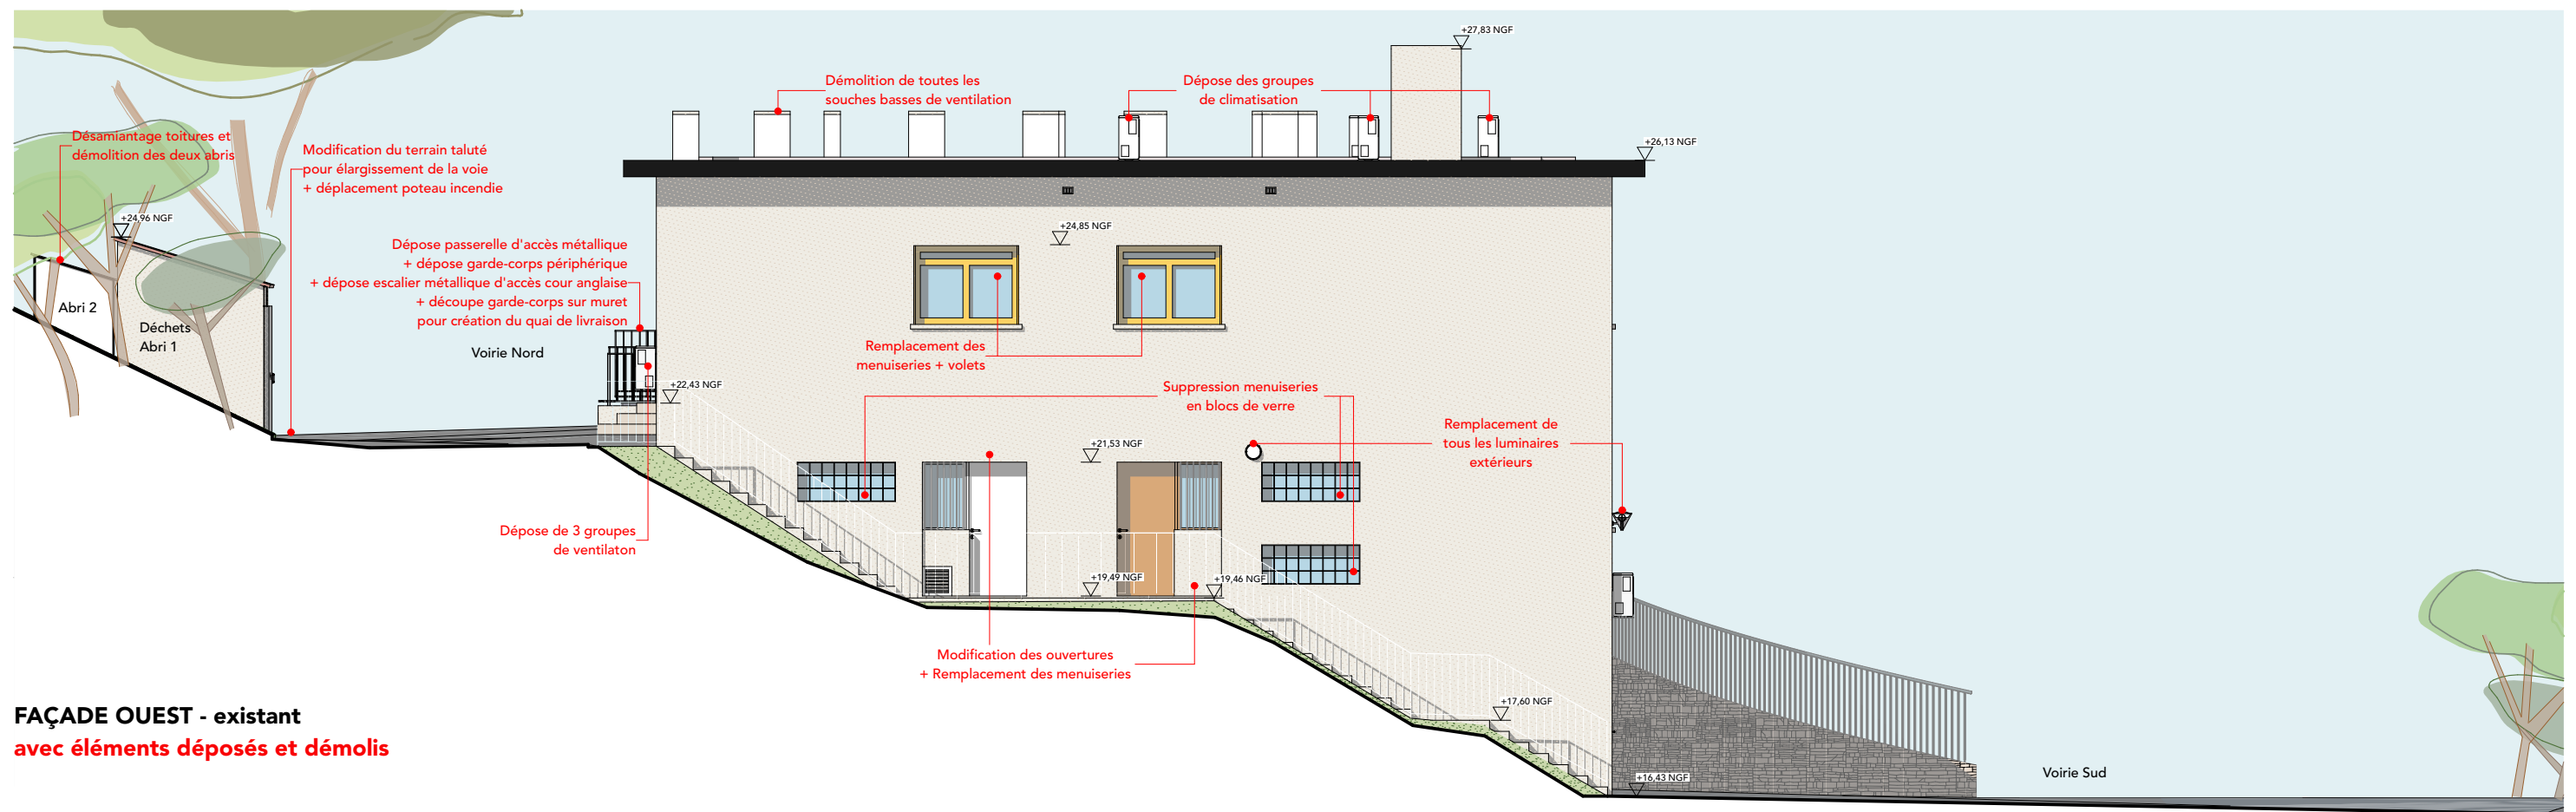 +27,83 NGF
Démolition de toutes les
souches basses de ventilation
Dépose des groupes
de climatisation
Désamiantage toitures et
démolition des deux abris
Modification du terrain taluté
pour élargissement de la voie
+ déplacement poteau incendie
+26,13 NGF
+24,96 NGF
+24,85 NGF
Dépose passerelle d'accès métallique
+ dépose garde-corps périphérique
+ dépose escalier métallique d'accès cour anglaise
+ découpe garde-corps sur muret
pour création du quai de livraison
Abri 2
Déchets
Abri 1
Voirie Nord
Remplacement des
menuiseries + volets
+22,43 NGF
Suppression menuiseries
en blocs de verre
Remplacement de
tous les luminaires
extérieurs
+21,53 NGF
Dépose de 3 groupes
de ventilaton
+19,49 NGF
+19,46 NGF
Modification des ouvertures
+ Remplacement des menuiseries
+17,60 NGF
FAÇADE OUEST - existant
avec éléments déposés et démolis
+16,43 NGF
Voirie Sud